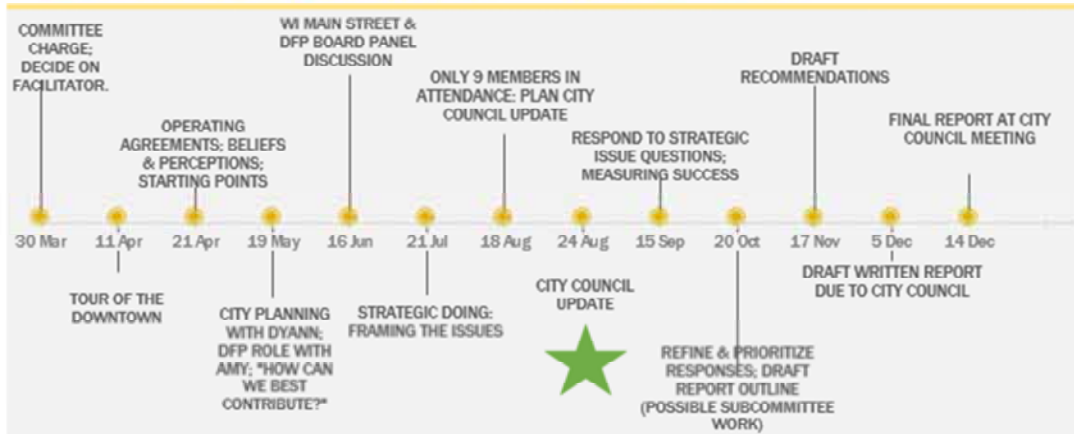 COMMITTEE
CHARGE;
DECIDE ON
FACILITATOR.
OPERATING
AGREEMENTS; BELIEFS
& PERCEPTIONS;
STARTING POINTS
WI MAIN STREET &
DFP BOARD PANEL
DISCUSSION
ONLY 9 MEMBERS IN
ATTENDANCE: PLAN CITY
COUNCIL UPDATE
RESPOND TO STRATEGIC
ISSUE QUESTIONS;
MEASURING SUCCESS
DRAFT
RECOMMENDATIONS
FINAL REPORT AT CITY
COUNCIL MEETING
30 Mar 11 Apr 21 Apr 19 May 16 Jun 21 Jul 18 Aug 24 Aug 15 Sep 20 Oct 17 Nov 5 Dec 14 Dec
TOUR OF THE
DOWNTOWN
CITY PLANNING
WITH DYANN;
DFP ROLE WITH
AMY; "HOW CAN
WE BEST
CONTRIBUTE?"
STRATEGIC DOING:
FRAMING THE ISSUES
CITY COUNCIL
UPDATE
REFINE & PRIORITIZE
RESPONSES; DRAFT
REPORT OUTLINE
(POSSIBLE SUBCOMMITTEE
WORK)
DRAFT WRITTEN REPORT
DUE TO CITY COUNCIL